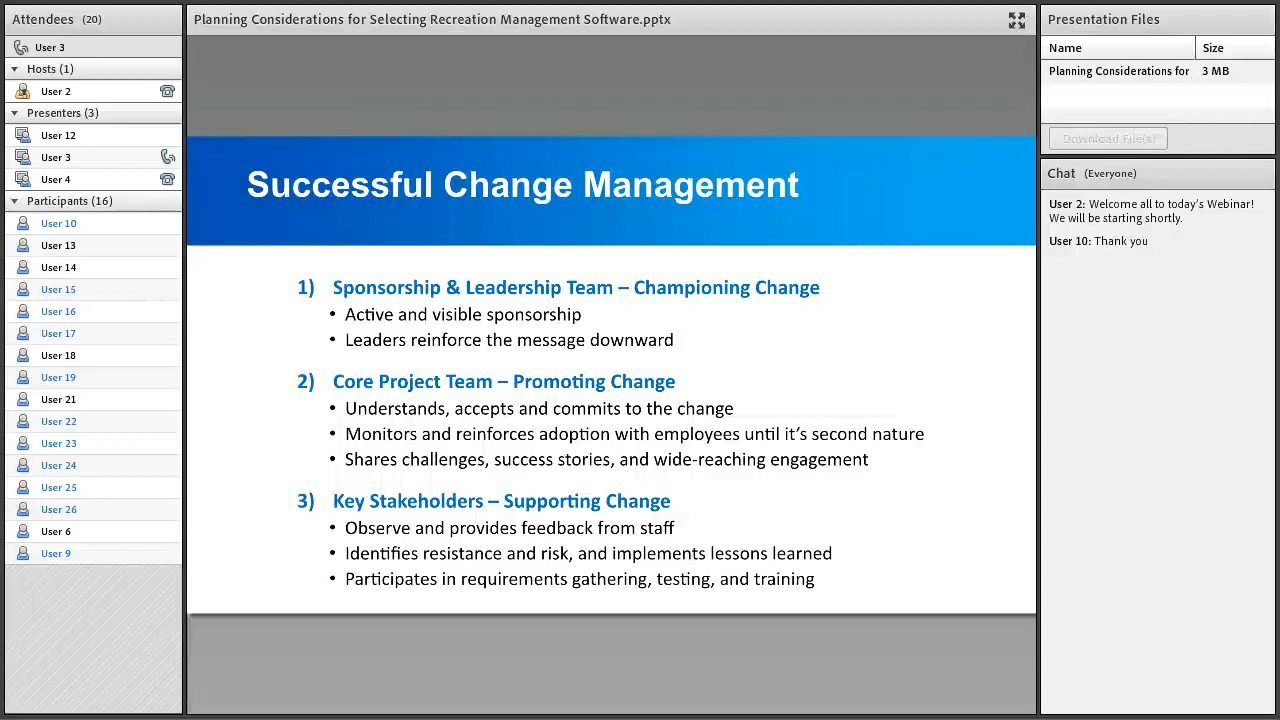 Attendees (20)
User 3
Hosts (1)
User 2
Presenters (3)
User 12
User 3
User 4
Participants (16)
User 10
User 13
User 14
User 15
User 16
User 17
User 18
User 19
User 21
User 22
User 23
User 24
User 25
User 26
User 6
User 9
Planning Considerations for Selecting Recreation Management Software.pptx
Successful Change Management
1) Sponsorship & Leadership Team – Championing Change
• Active and visible sponsorship
• Leaders reinforce the message downward
2) Core Project Team – Promoting Change
• Understands, accepts and commits to the change
• Monitors and reinforces adoption with employees until it’s second nature
• Shares challenges, success stories, and wide-reaching engagement
3) Key Stakeholders – Supporting Change
• Observe and provides feedback from staff
• Identifies resistance and risk, and implements lessons learned
• Participates in requirements gathering, testing, and training
Presentation Files
Name Size
Planning Considerations for 3 MB
Download File(s)
Chat (Everyone)
User 2: Welcome all to today's Webinar!
We will be starting shortly.
User 10: Thank you